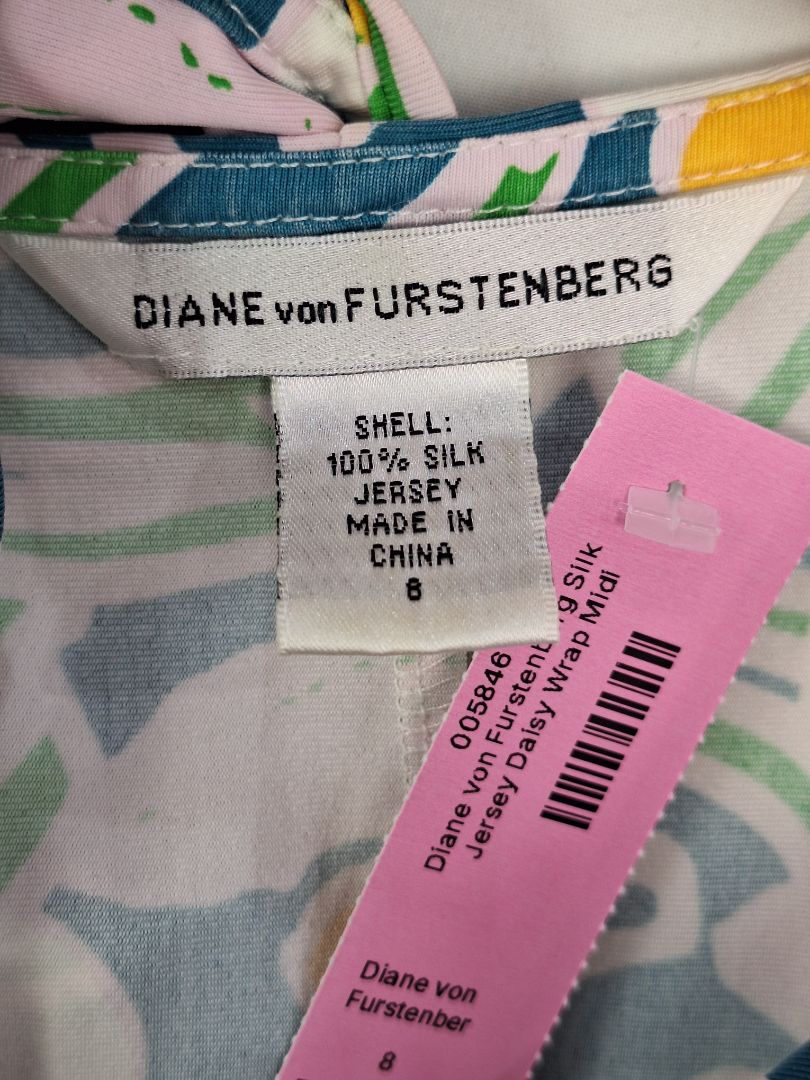 DIANE von FURSTENBERG
SHELL:
100% SILK
JERSEY
MADE IN
CHINA
8
005846
Diane von Furstenberg Silk
Jersey Daisy Wrap Midi
Diane von
Furstenber
8